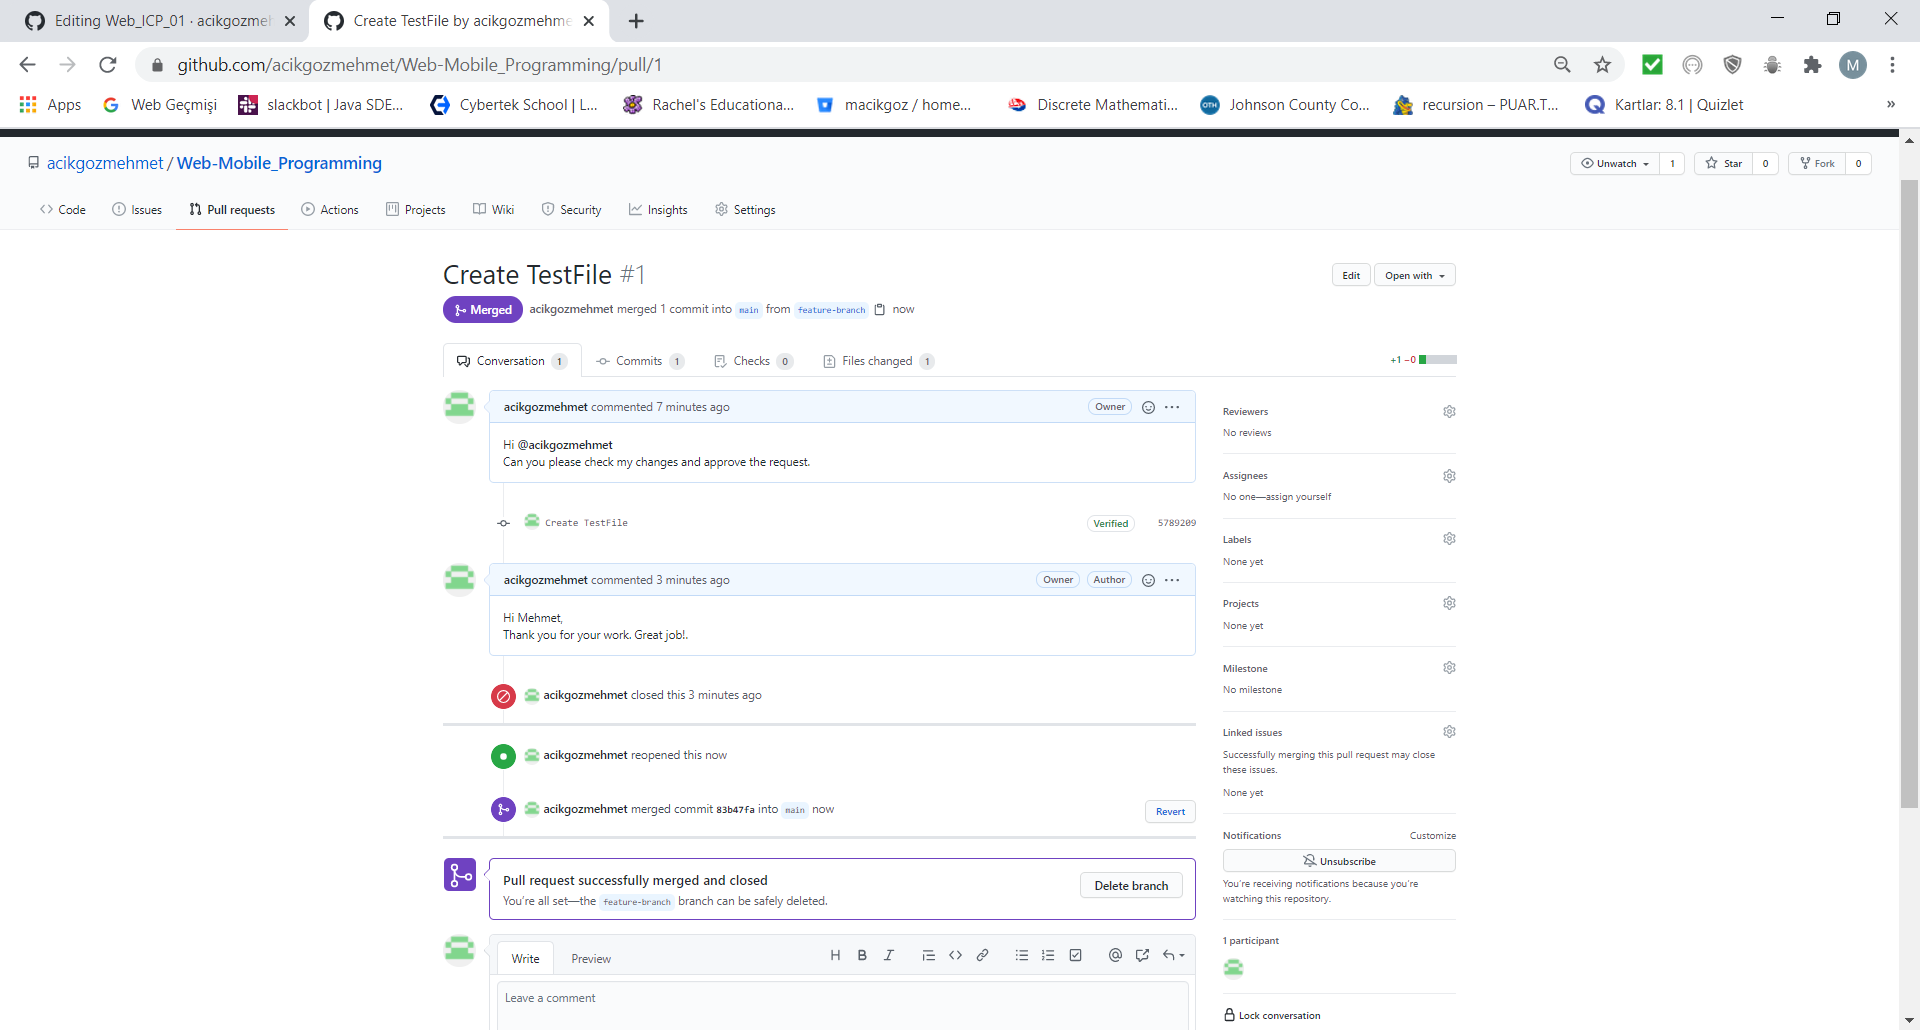 Editing Web_ICP_01 · acikgozmeh
Create TestFile by acikgozmehme
github.com/acikgozmehmet/Web-Mobile_Programming/pull/1
M
Apps
Web Geçmişi
slackbot | Java SDE...
Cybertek School | L...
Rachel's Educationa...
macikgoz / home...
Discrete Mathemati...
OTH
Johnson County Co...
recursion – PUAR.T...
Kartlar: 8.1 | Quizlet
»
acikgozmehmet / Web-Mobile_Programming
Unwatch 1
Star 0
Fork 0
Code
Issues
Pull requests
Actions
Projects
Wiki
Security
Insights
Settings
Create TestFile #1
Edit
Open with
Merged
acikgozmehmet merged 1 commit into main from feature-branch now
Conversation 1
Commits 1
Checks 0
Files changed 1
+1 −0
acikgozmehmet commented 7 minutes ago
Owner
Hi @acikgozmehmet
Can you please check my changes and approve the request.
Create TestFile
Verified
5789209
acikgozmehmet commented 3 minutes ago
Owner
Author
Hi Mehmet,
Thank you for your work. Great job!.
acikgozmehmet closed this 3 minutes ago
acikgozmehmet reopened this now
acikgozmehmet merged commit 83b47fa into main now
Revert
Pull request successfully merged and closed
You're all set—the feature-branch branch can be safely deleted.
Delete branch
Write
Preview
H B I
Leave a comment
Reviewers
No reviews
Assignees
No one—assign yourself
Labels
None yet
Projects
None yet
Milestone
No milestone
Linked issues
Successfully merging this pull request may close
these issues.
None yet
Notifications
Customize
Unsubscribe
You're receiving notifications because you're
watching this repository.
1 participant
Lock conversation